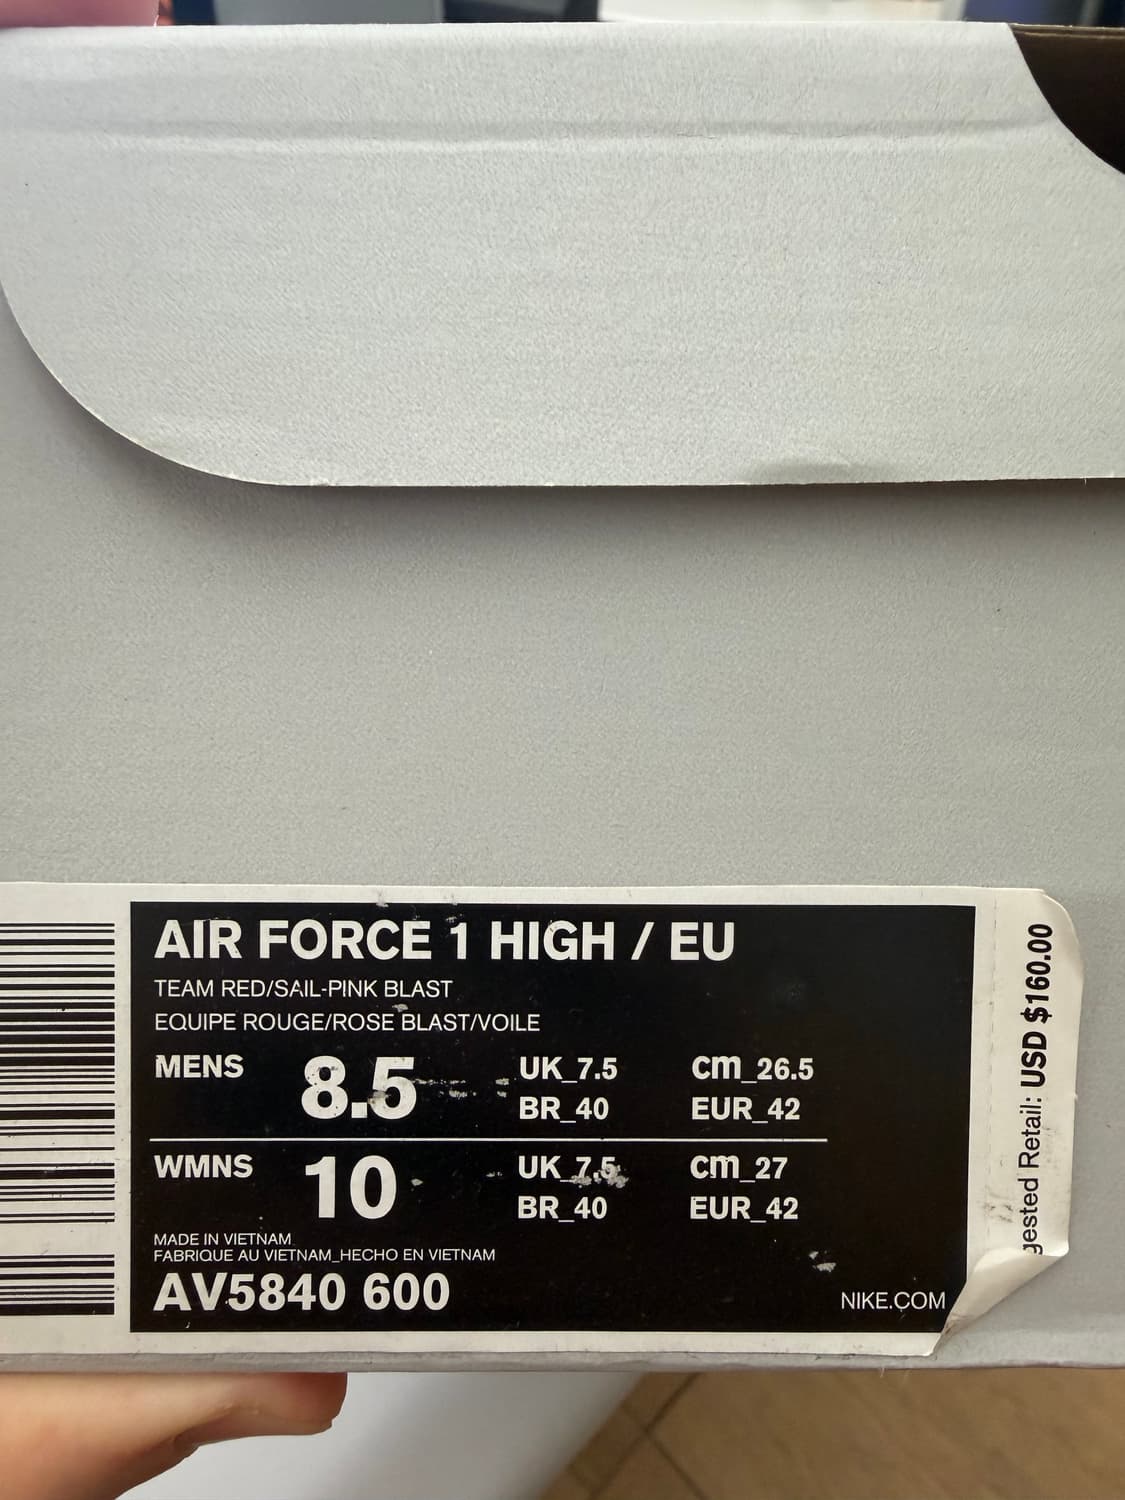 AIR FORCE 1 HIGH / EU
TEAM RED/SAIL-PINK BLAST
EQUIPE ROUGE/ROSE BLAST/VOILE
MENS 8.5 UK_7.5 cm_26.5
BR_40 EUR_42
WMNS 10 UK_7.5 cm_27
BR_40 EUR_42
MADE IN VIETNAM
FABRIQUE AU VIETNAM_HECHO EN VIETNAM
AV5840 600
NIKE.COM
gested Retail: USD $160.00